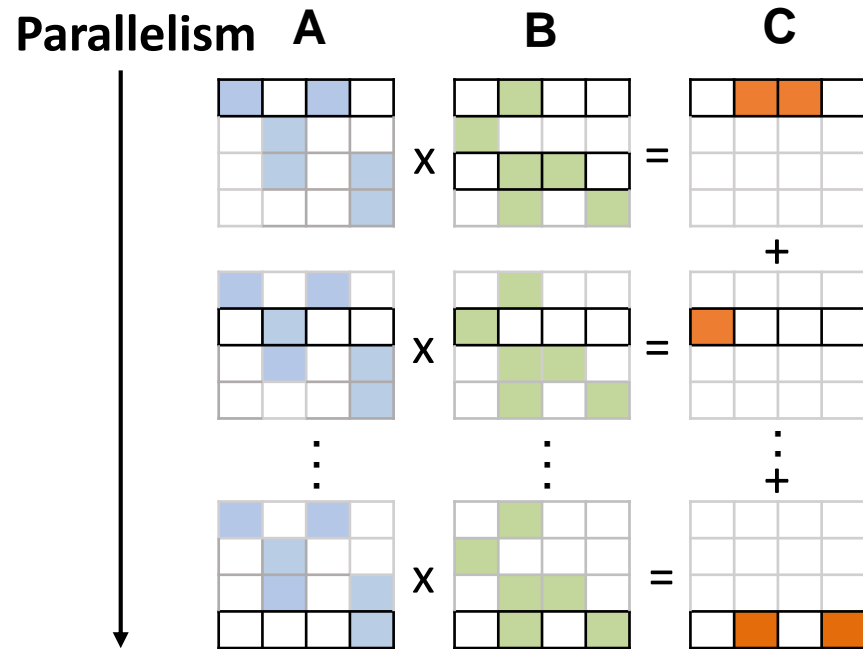 Parallelism A B C
x =
+
x =
⋮ ⋮ ⋮
+
x =